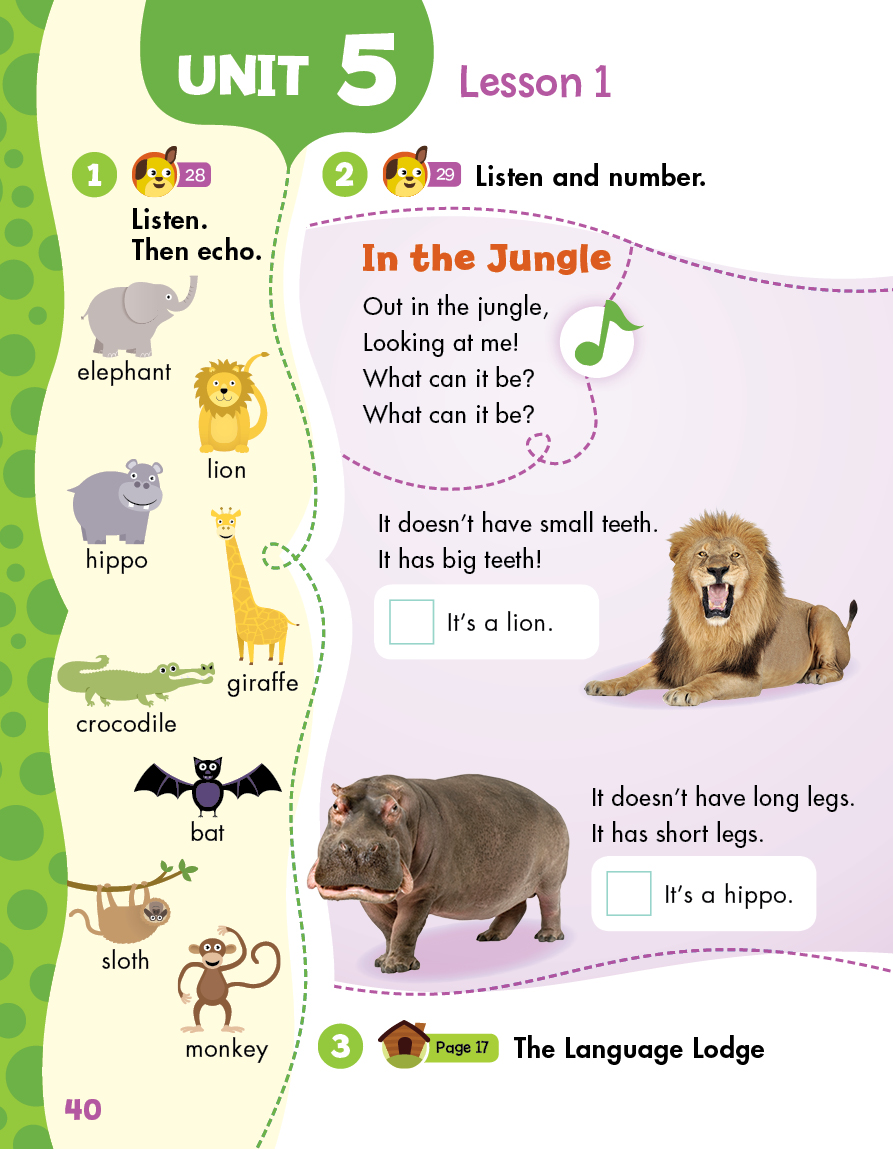 UNIT 5
Lesson 1
1
28
Listen.
Then echo.
elephant
lion
hippo
giraffe
crocodile
bat
sloth
monkey
2
29
Listen and number.
In the Jungle
Out in the jungle,
Looking at me!
What can it be?
What can it be?
It doesn't have small teeth.
It has big teeth!
It's a lion.
It doesn't have long legs.
It has short legs.
It's a hippo.
3
Page 17
The Language Lodge
40